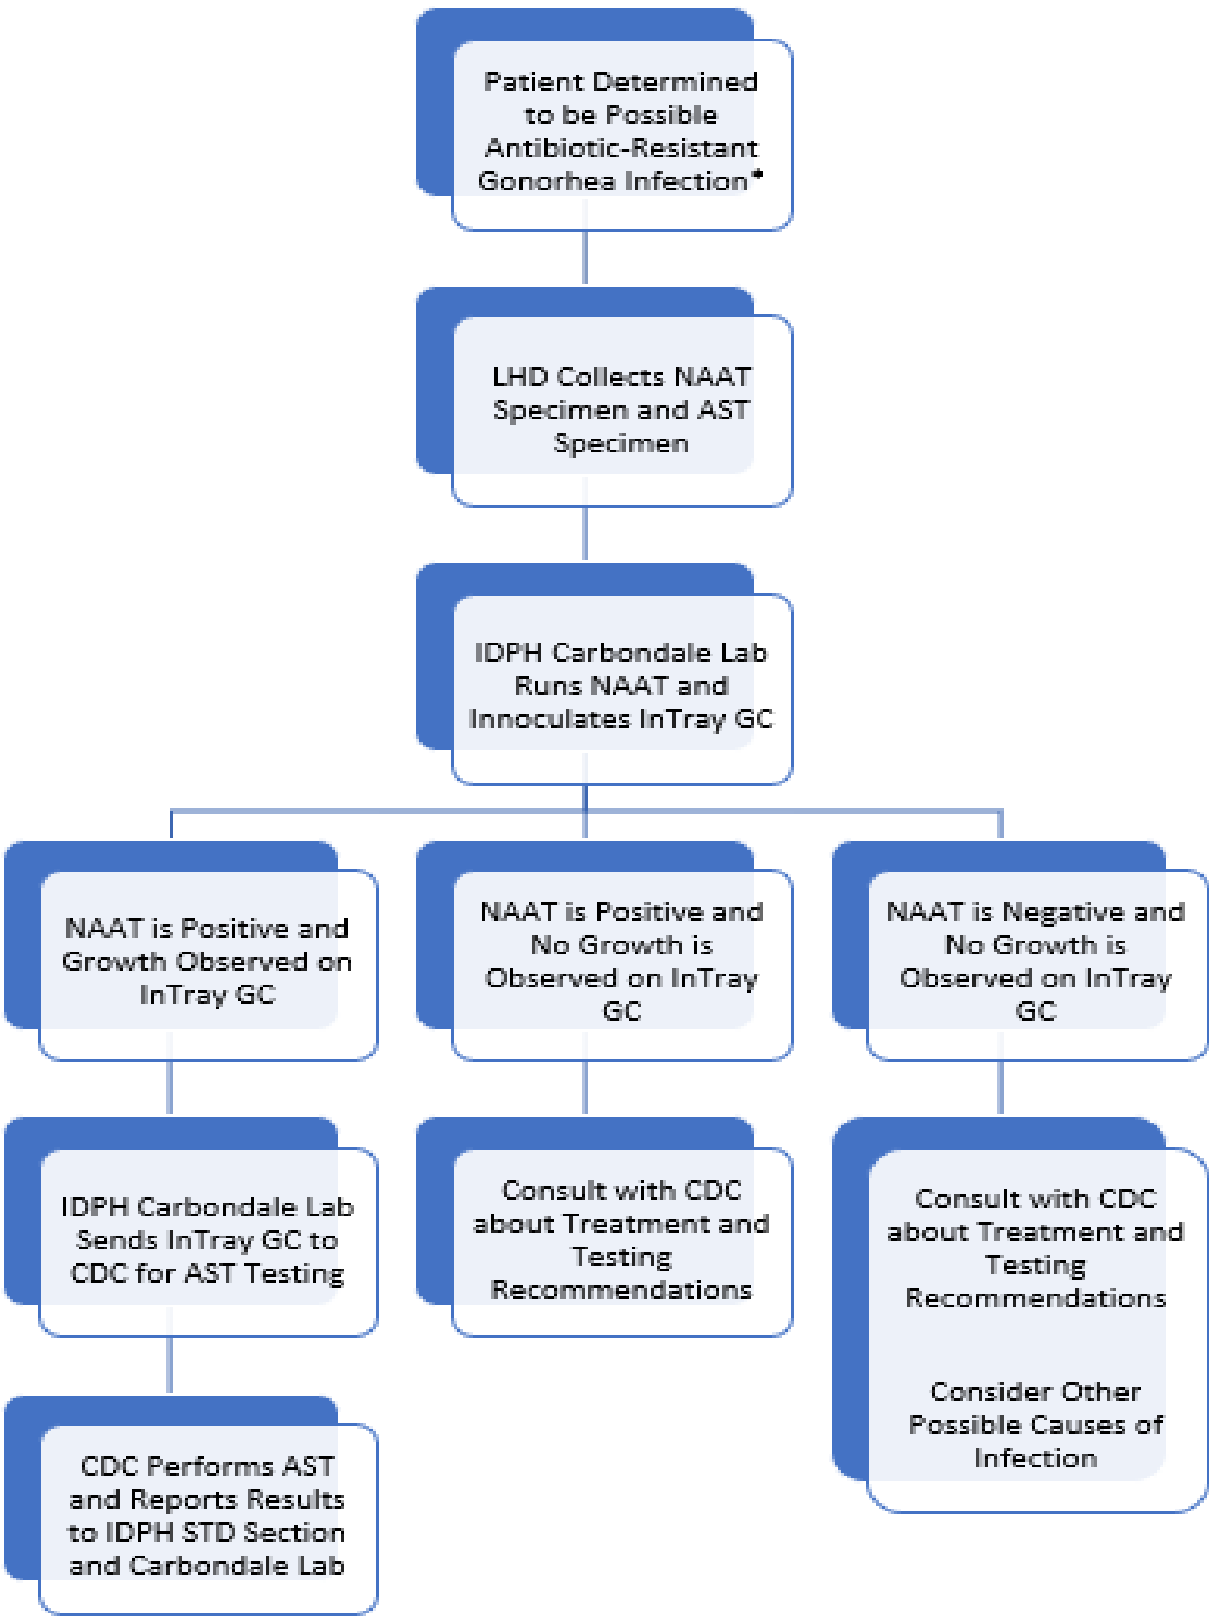 Patient Determined
to be Possible
Antibiotic-Resistant
Gonorhea Infection*
LHD Collects NAAT
Specimen and AST
Specimen
IDPH Carbondale Lab
Runs NAAT and
Innoculates InTray GC
NAAT is Positive and
Growth Observed on
InTray GC
NAAT is Positive and
No Growth is
Observed on InTray
GC
NAAT is Negative and
No Growth is
Observed on InTray
GC
IDPH Carbondale Lab
Sends InTray GC to
CDC for AST Testing
Consult with CDC
about Treatment and
Testing
Recommendations
Consult with CDC
about Treatment and
Testing
Recommendations
Consider Other
Possible Causes of
Infection
CDC Performs AST
and Reports Results
to IDPH STD Section
and Carbondale Lab